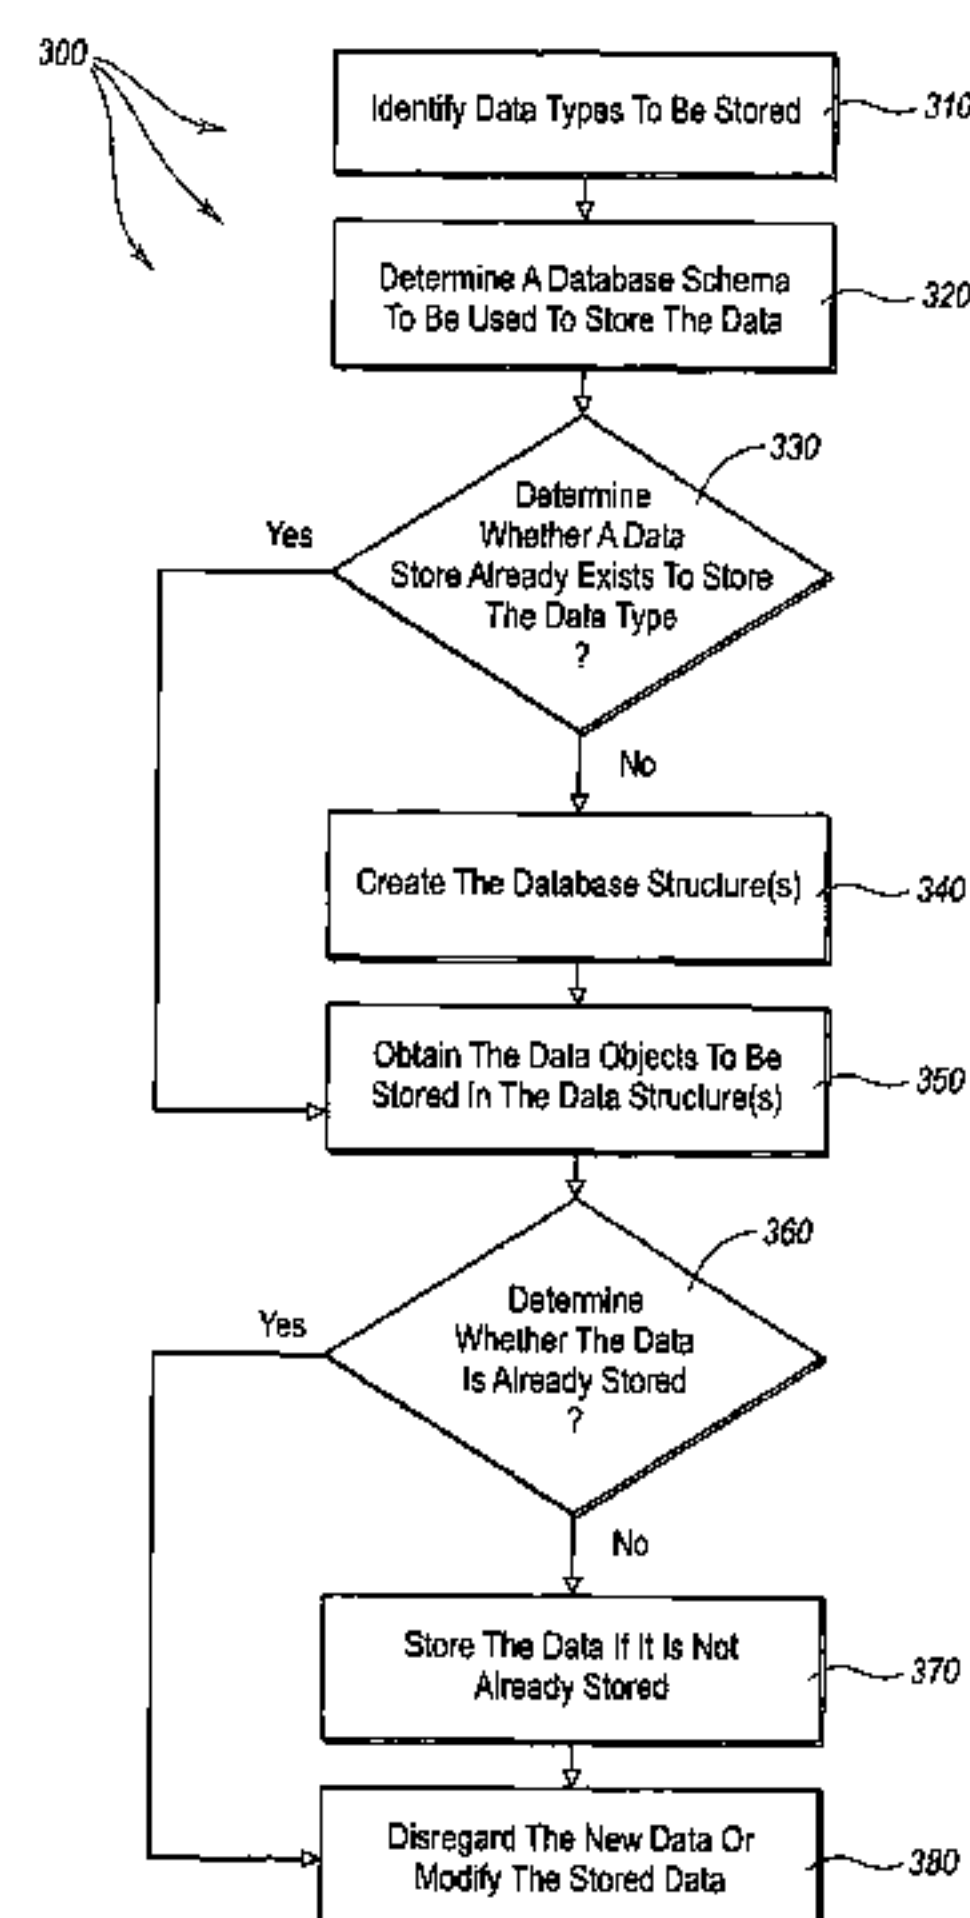 300
Identify Data Types To Be Stored
310
Determine A Database Schema
To Be Used To Store The Data
320
330
Determine
Whether A Data
Store Already Exists To Store
The Data Type
?
Yes
No
Create The Database Structure(s)
340
Obtain The Data Objects To Be
Stored In The Data Structure(s)
350
360
Determine
Whether The Data
Is Already Stored
?
Yes
No
Store The Data If It Is Not
Already Stored
370
Disregard The New Data Or
Modify The Stored Data
380